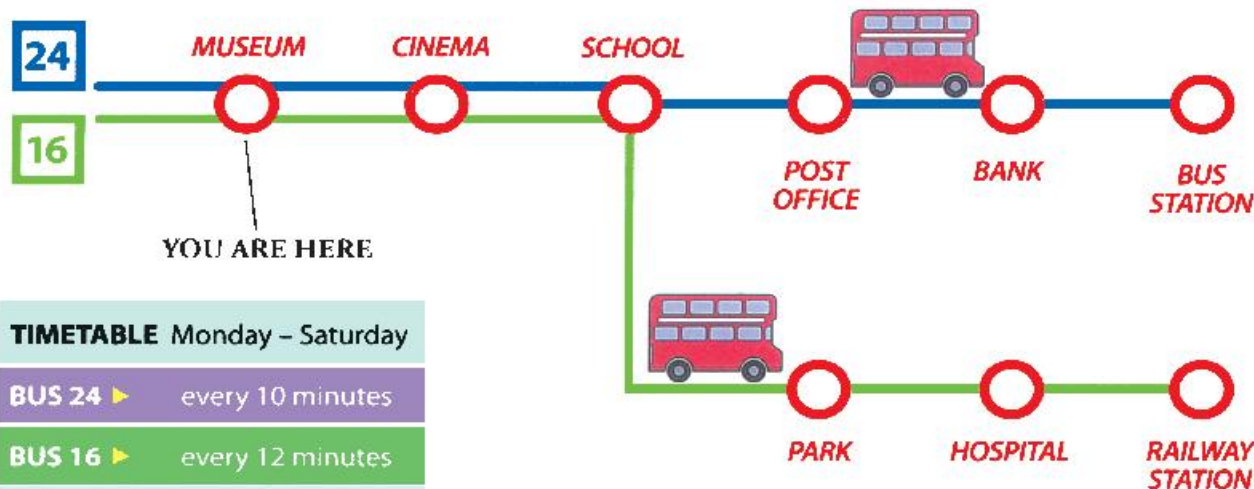 24
MUSEUM
CINEMA
SCHOOL
16
POST
OFFICE
BANK
BUS
STATION
YOU ARE HERE
TIMETABLE Monday – Saturday
BUS 24 ► every 10 minutes
BUS 16 ► every 12 minutes
PARK
HOSPITAL
RAILWAY
STATION